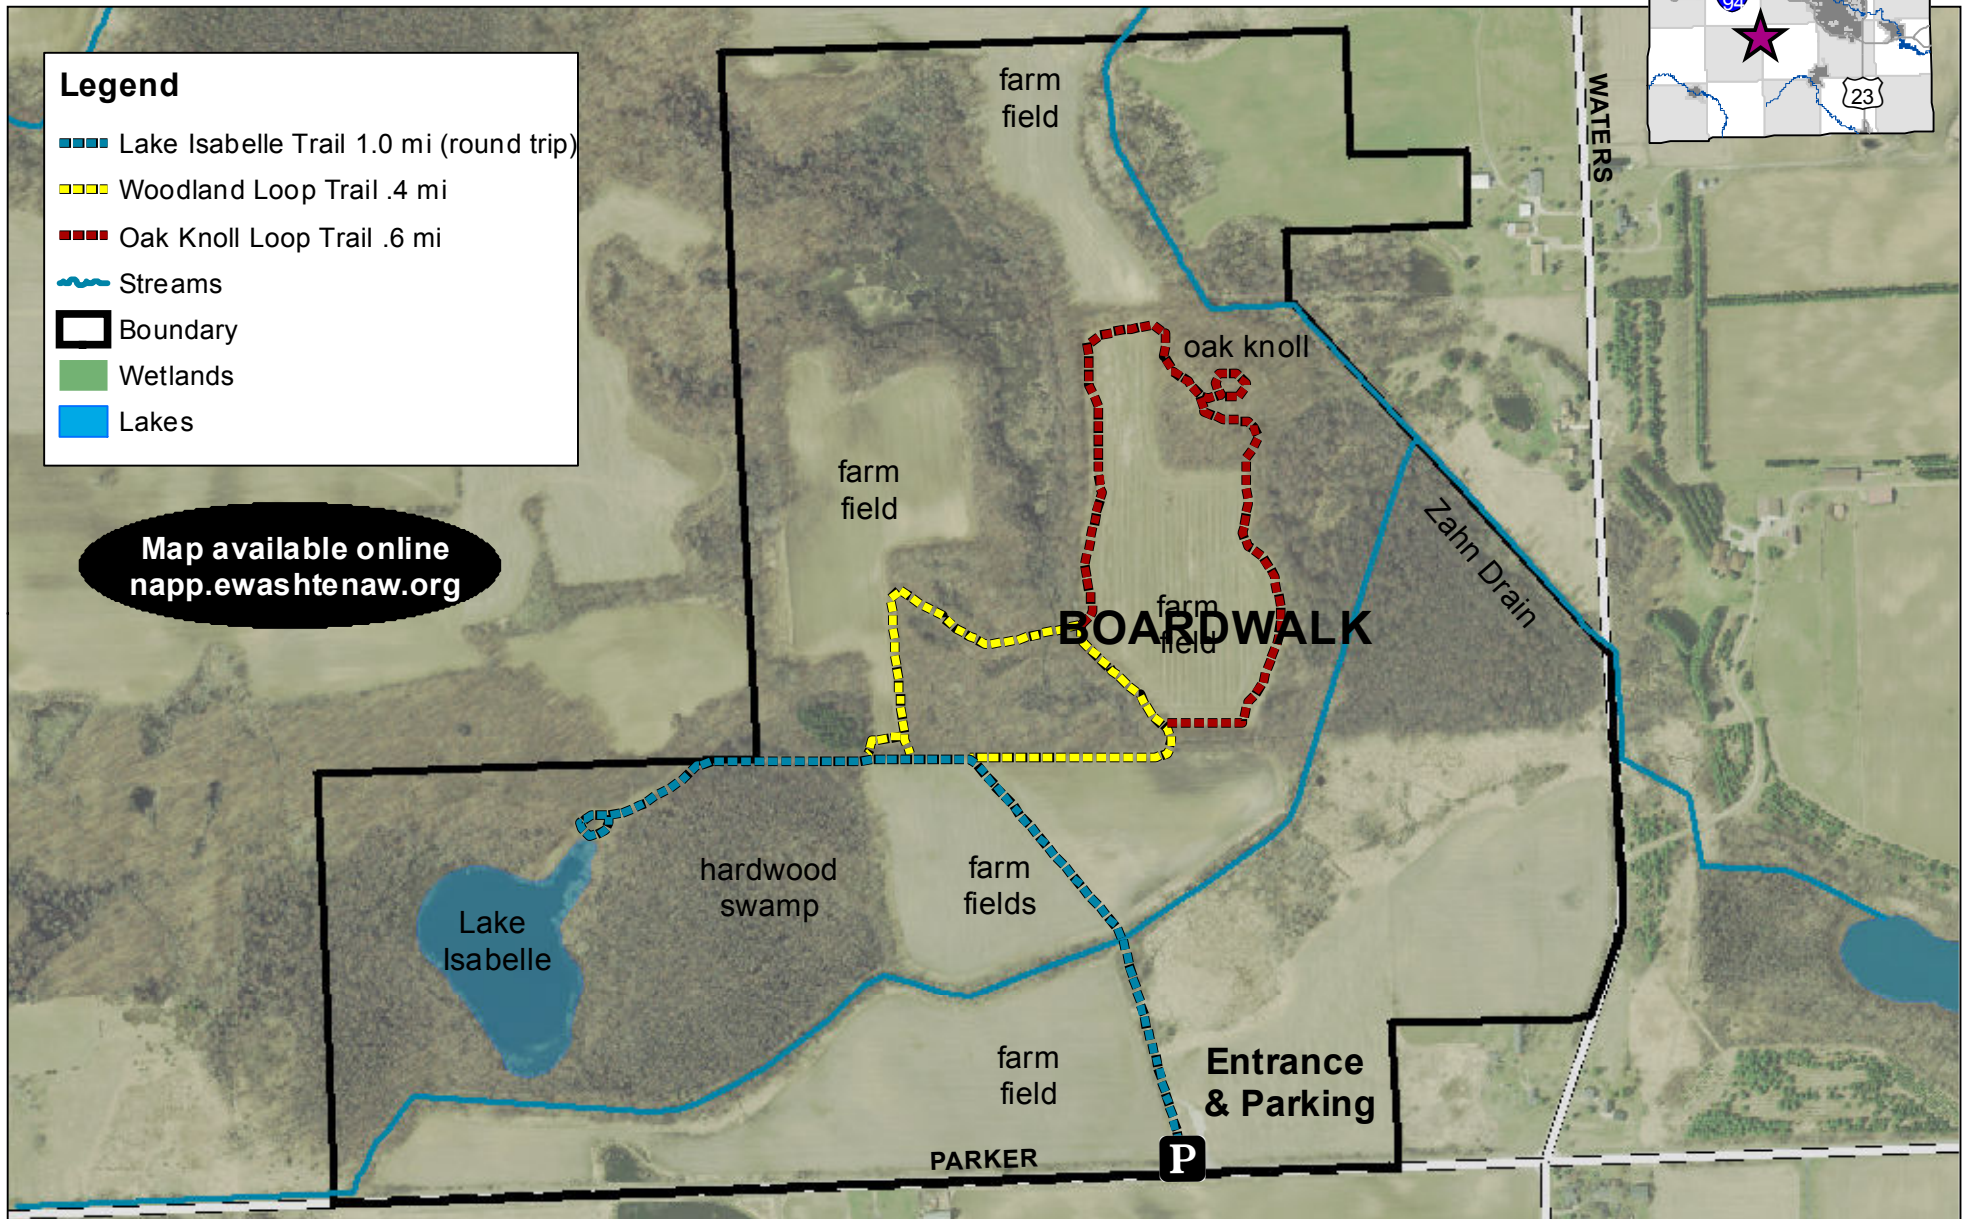 94
23
Legend
Lake Isabelle Trail 1.0 mi (round trip)
Woodland Loop Trail .4 mi
Oak Knoll Loop Trail .6 mi
Streams
Boundary
Wetlands
Lakes
Map available online
napp.ewashtenaw.org
farm
field
WATERS
oak knoll
farm
field
Zahn Drain
farm
field
BOARDWALK
hardwood
swamp
farm
fields
Lake
Isabelle
farm
field
Entrance
& Parking
PARKER
P